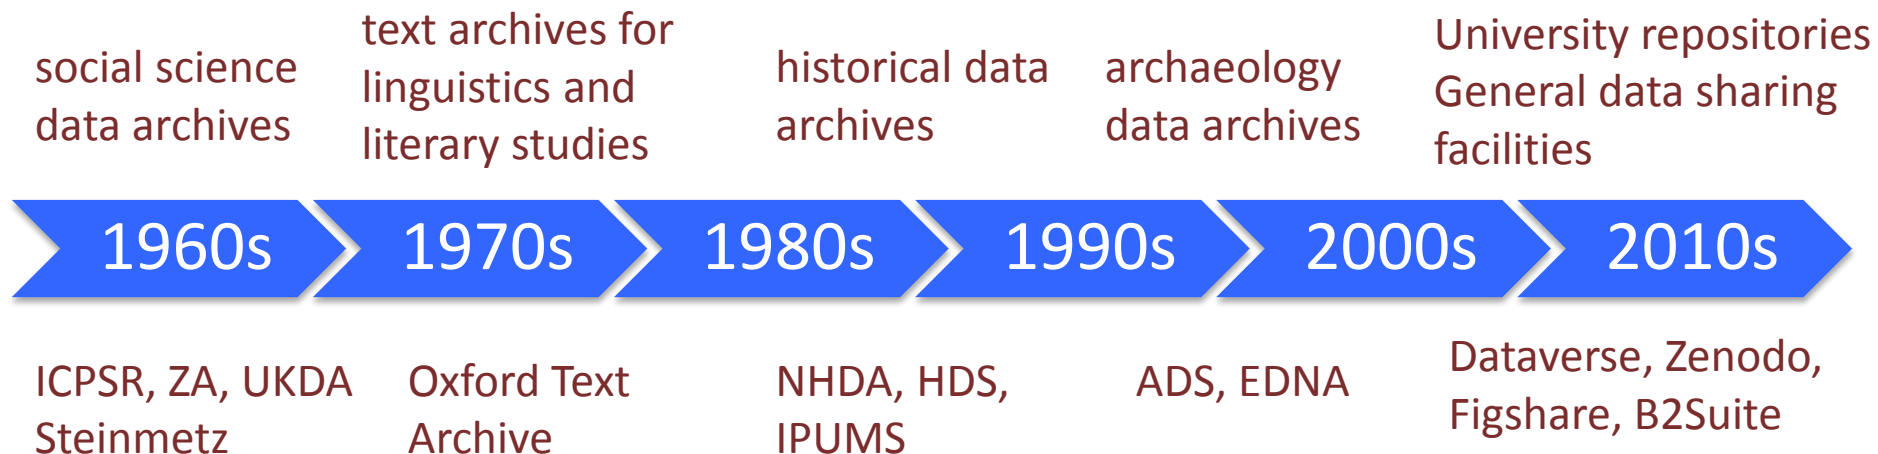 social science
data archives
text archives for
linguistics and
literary studies
historical data
archives
archaeology
data archives
University repositories
General data sharing
facilities
1960s
1970s
1980s
1990s
2000s
2010s
ICPSR, ZA, UKDA
Steinmetz
Oxford Text
Archive
NHDA, HDS,
IPUMS
ADS, EDNA
Dataverse, Zenodo,
Figshare, B2Suite